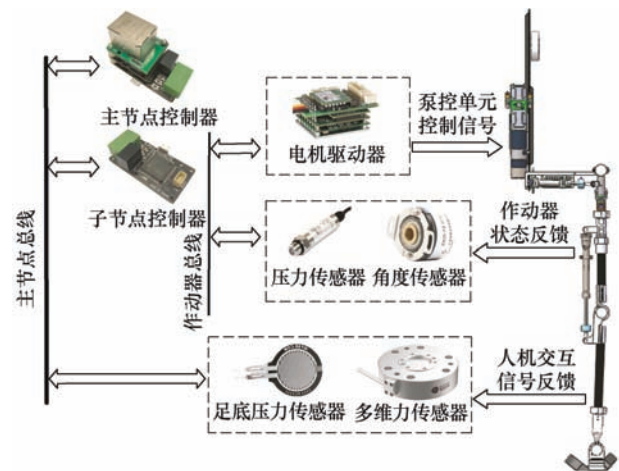 主节点控制器
子节点控制器
主节点总线
作动器总线
电机驱动器
泵控单元
控制信号
压力传感器 角度传感器
作动器
状态反馈
足底压力传感器 多维力传感器
人机交互
信号反馈